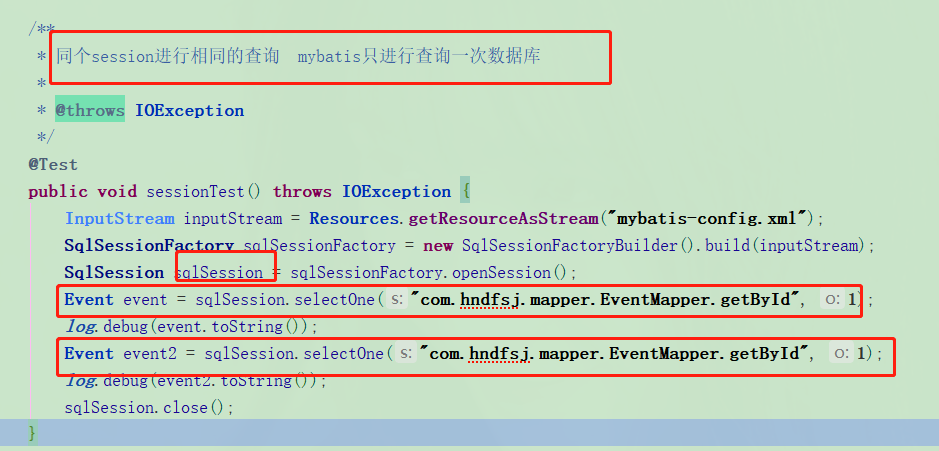 /**
* 同个session进行相同的查询 mybatis只进行查询一次数据库
*
* @throws IOException
*/
@Test
public void sessionTest() throws IOException {
InputStream inputStream = Resources.getResourceAsStream("mybatis-config.xml");
SqlSessionFactory sqlSessionFactory = new SqlSessionFactoryBuilder().build(inputStream);
SqlSession sqlSession = sqlSessionFactory.openSession();
Event event = sqlSession.selectOne( s: "com.hndfsj.mapper.EventMapper.getById", o: 1);
log.debug(event.toString());
Event event2 = sqlSession.selectOne( s: "com.hndfsj.mapper.EventMapper.getById", o: 1);
log.debug(event2.toString());
sqlSession.close();
}